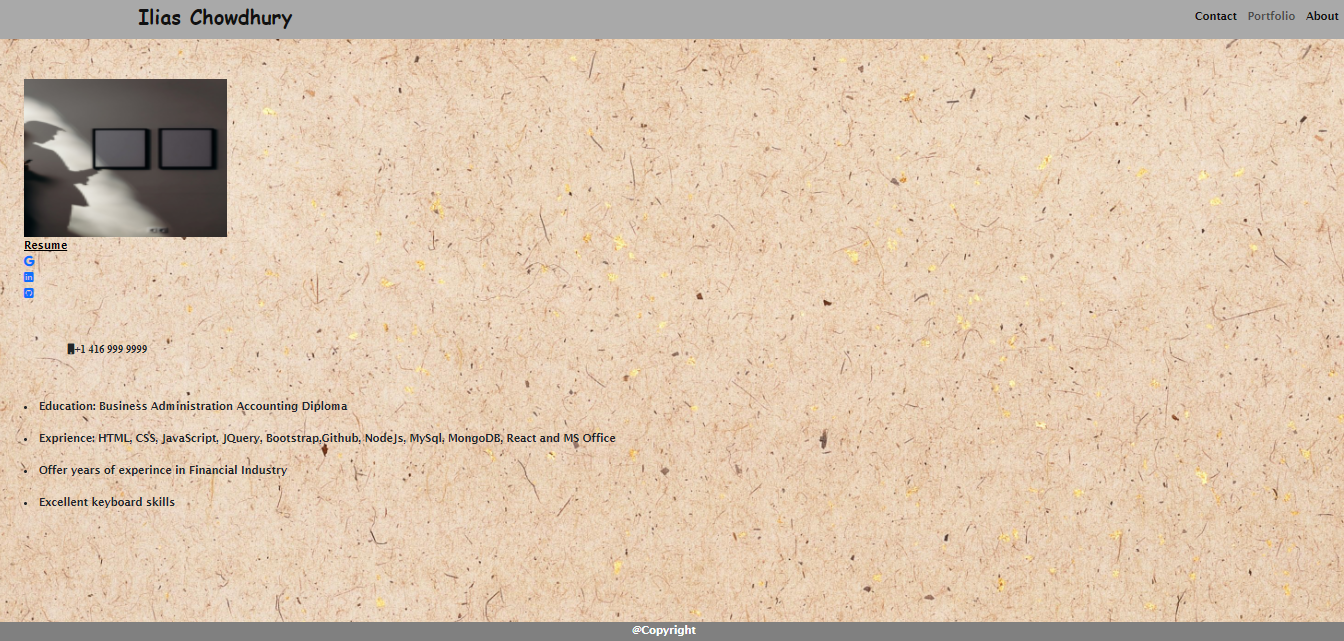 Ilias Chowdhury
Contact Portfolio About
Resume
+1 416 999 9999
Education: Business Administration Accounting Diploma
Exprience: HTML, CSS, JavaScript, JQuery, Bootstrap,Github, NodeJs, MySql, MongoDB, React and MS Office
Offer years of experince in Financial Industry
Excellent keyboard skills
@Copyright